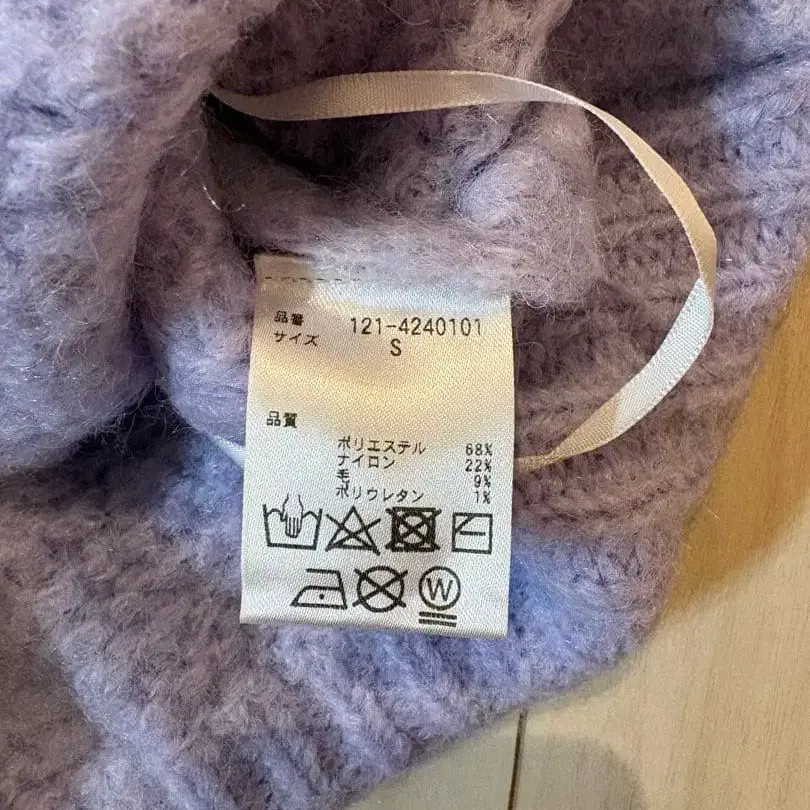 品番 121-4240101
サイズ S
品質
ポリエステル 68%
ナイロン 22%
毛 9%
ポリウレタン 1%
W